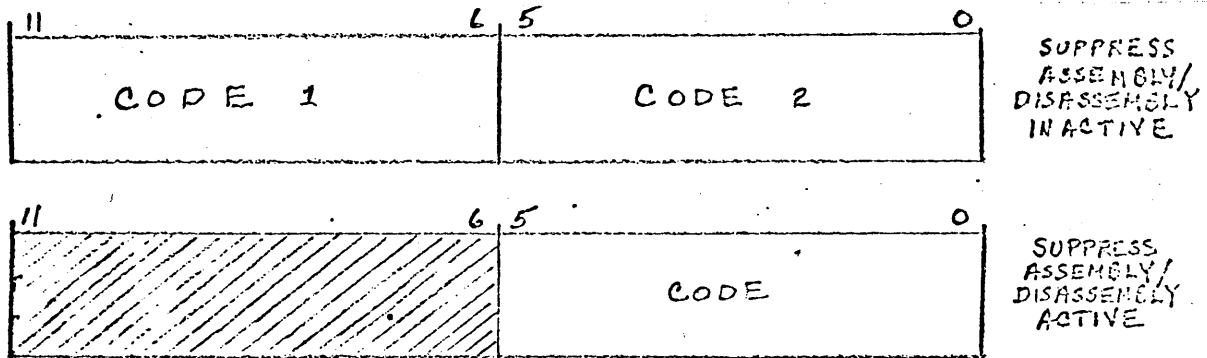 11 6 5 0
CODE 1 CODE 2
SUPPRESS
ASSEMBLY/
DISASSEMBLY
INACTIVE
11 6 5 0
CODE
SUPPRESS
ASSEMBLY/
DISASSEMBLY
ACTIVE